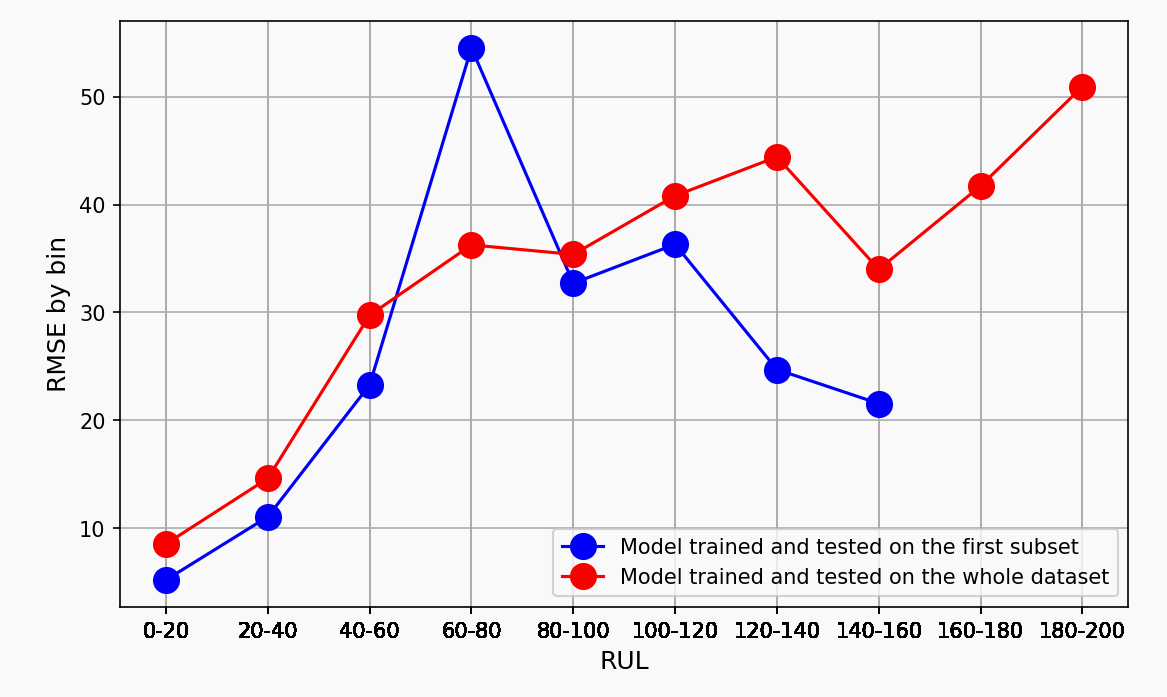 50
40
30
20
10
RMSE by bin
Model trained and tested on the first subset
Model trained and tested on the whole dataset
0-20 20-40 40-60 60-80 80-100 100-120 120-140 140-160 160-180 180-200
RUL